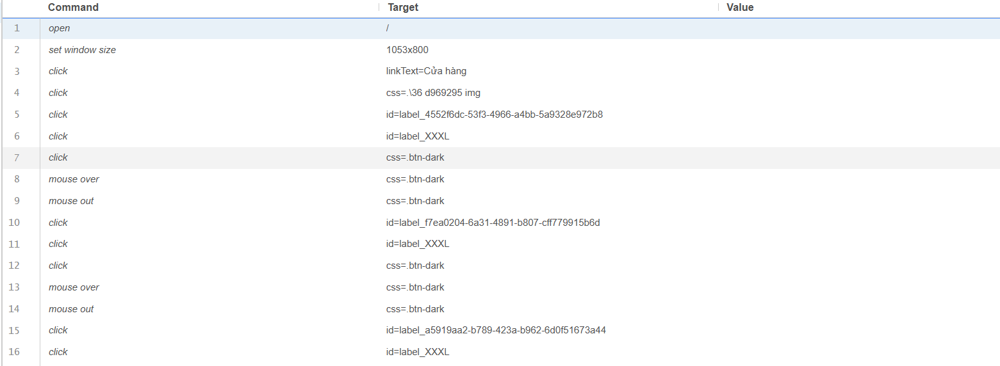 Command Target Value
1 open /
2 set window size 1053x800
3 click linkText=Cửa hàng
4 click css=.\36 d969295 img
5 click id=label_4552f6dc-53f3-4966-a4bb-5a9328e972b8
6 click id=label_XXXL
7 click css=.btn-dark
8 mouse over css=.btn-dark
9 mouse out css=.btn-dark
10 click id=label_f7ea0204-6a31-4891-b807-cff779915b6d
11 click id=label_XXXL
12 click css=.btn-dark
13 mouse over css=.btn-dark
14 mouse out css=.btn-dark
15 click id=label_a5919aa2-b789-423a-b962-6d0f51673a44
16 click id=label_XXXL